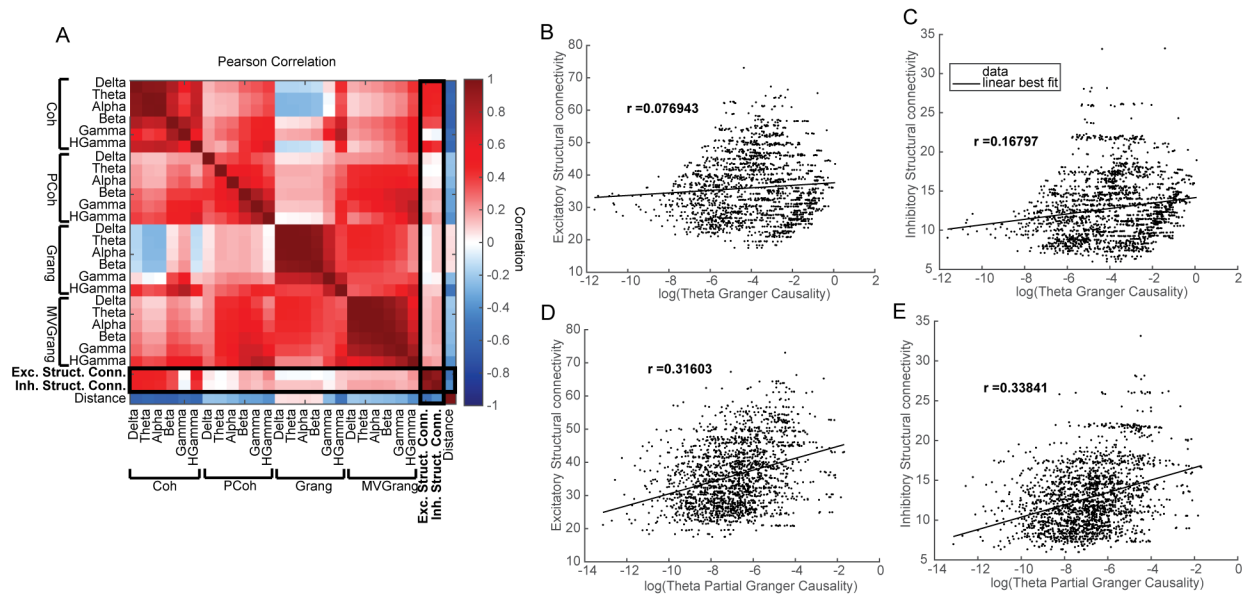 A
Pearson Correlation
Coh
PCoh
Grang
MVGrang
Delta
Theta
Alpha
Beta
Gamma
HGamma
Delta
Theta
Alpha
Beta
Gamma
HGamma
Delta
Theta
Alpha
Beta
Gamma
HGamma
Delta
Theta
Alpha
Beta
Gamma
HGamma
Exc. Struct. Conn.
Inh. Struct. Conn.
Distance
Delta
Theta
Alpha
Beta
Gamma
HGamma
Delta
Theta
Alpha
Beta
Gamma
HGamma
Delta
Theta
Alpha
Beta
Gamma
HGamma
Delta
Theta
Alpha
Beta
Gamma
HGamma
Exc. Struct. Conn.
Inh. Struct. Conn.
Distance
Coh
PCoh
Grang
MVGrang
1
0.8
0.6
0.4
0.2
0
-0.2
-0.4
-0.6
-0.8
-1
Correlation
B
Excitatory Structural connectivity
80
70
60
50
40
30
20
10
r =0.076943
-12
-10
-8
-6
-4
-2
0
2
log(Theta Granger Causality)
C
Inhibitory Structural connectivity
35
30
25
20
15
10
5
data
linear best fit
r =0.16797
-12
-10
-8
-6
-4
-2
0
2
log(Theta Granger Causality)
D
Excitatory Structural connectivity
80
70
60
50
40
30
20
10
r =0.31603
-14
-12
-10
-8
-6
-4
-2
0
log(Theta Partial Granger Causality)
E
Inhibitory Structural connectivity
35
30
25
20
15
10
5
r =0.33841
-14
-12
-10
-8
-6
-4
-2
0
log(Theta Partial Granger Causality)